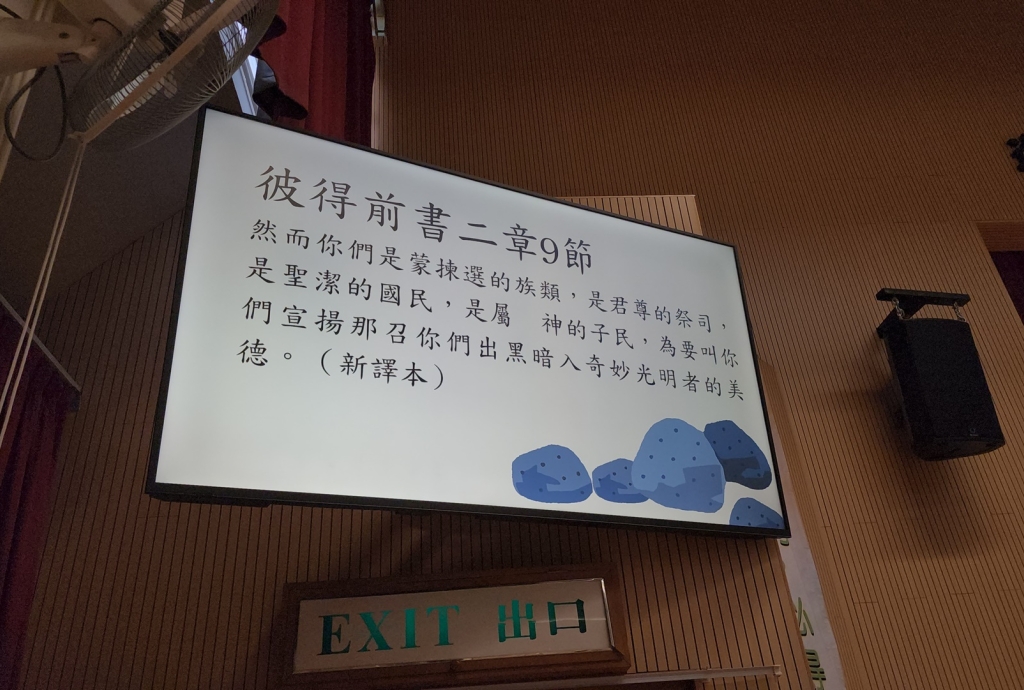 彼得前書二章9節
然而你們是蒙揀選的族類，是君尊的祭司，
是聖潔的國民，是屬　神的子民，為要叫你
們宣揚那召你們出黑暗入奇妙光明者的美
德。（新譯本）
EXIT 出口